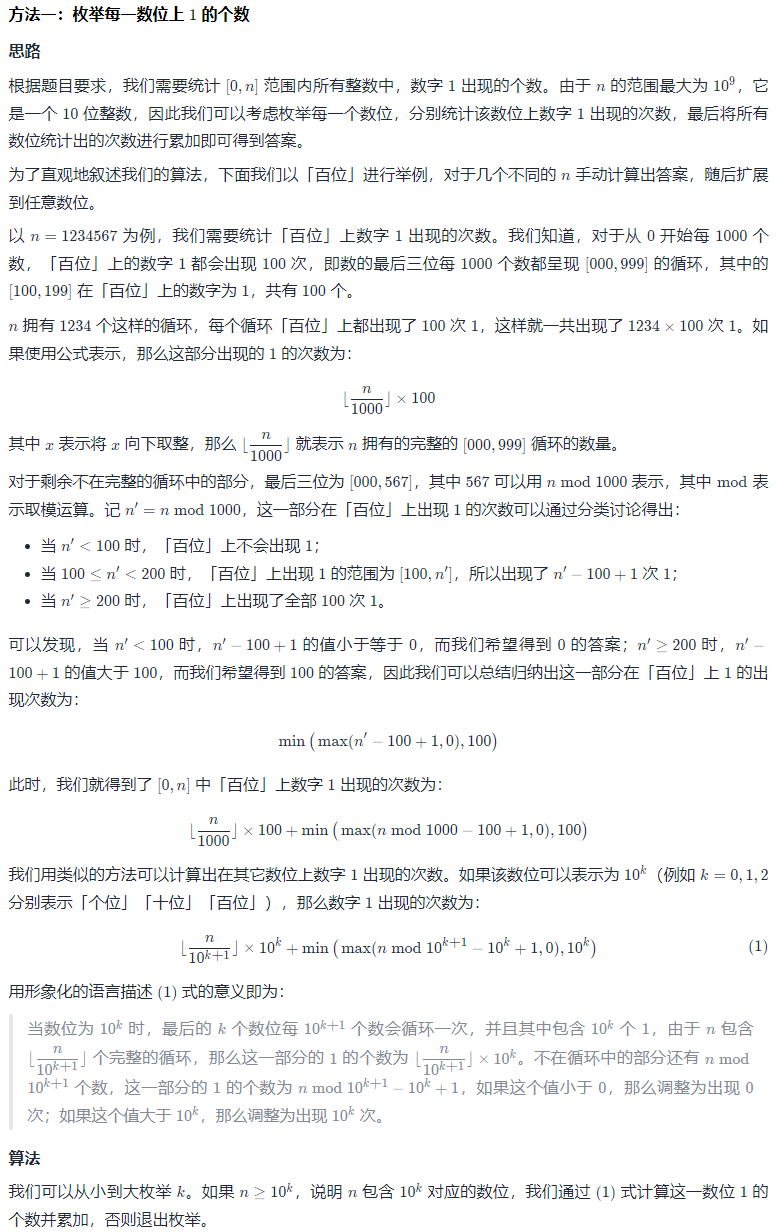 方法一：枚举每一数位上 1 的个数
思路
根据题目要求，我们需要统计 [0, n] 范围内所有整数中，数字 1 出现的个数。由于 n 的范围最大为 10^9，它
是一个 10 位整数，因此我们可以考虑枚举每一个数位，分别统计该数位上数字 1 出现的次数，最后将所有
数位统计出的次数进行累加即可得到答案。
为了直观地叙述我们的算法，下面我们以「百位」进行举例，对于几个不同的 n 手动计算出答案，随后扩展
到任意数位。
以 n = 1234567 为例，我们需要统计「百位」上数字 1 出现的次数。我们知道，对于从 0 开始每 1000 个
数，「百位」上的数字 1 都会出现 100 次，即数的最后三位每 1000 个数都呈现 [000, 999] 的循环，其中的
[100, 199] 在「百位」上的数字为 1，共有 100 个。
n 拥有 1234 个这样的循环，每个循环「百位」上都出现了 100 次 1，这样就一共出现了 1234 × 100 次 1。如
果使用公式表示，那么这部分出现的 1 的次数为：
⌊n/1000⌋ × 100
其中 x 表示将 x 向下取整，那么 ⌊n/1000⌋ 就表示 n 拥有的完整的 [000, 999] 循环的数量。
对于剩余不在完整的循环中的部分，最后三位为 [000, 567]，其中 567 可以用 n mod 1000 表示，其中 mod 表
示取模运算。记 n′ = n mod 1000，这一部分在「百位」上出现 1 的次数可以通过分类讨论得出：
• 当 n′ < 100 时，「百位」上不会出现 1；
• 当 100 ≤ n′ < 200 时，「百位」上出现 1 的范围为 [100, n′]，所以出现了 n′ − 100 + 1 次 1；
• 当 n′ ≥ 200 时，「百位」上出现了全部 100 次 1。
可以发现，当 n′ < 100 时，n′ − 100 + 1 的值小于等于 0，而我们希望得到 0 的答案；n′ ≥ 200 时，n′ −
100 + 1 的值大于 100，而我们希望得到 100 的答案，因此我们可以总结归纳出这一部分在「百位」上 1 的出
现次数为：
min (max(n′ − 100 + 1, 0), 100)
此时，我们就得到了 [0, n] 中「百位」上数字 1 出现的次数为：
⌊n/1000⌋ × 100 + min (max(n mod 1000 − 100 + 1, 0), 100)
我们用类似的方法可以计算出在其它数位上数字 1 出现的次数。如果该数位可以表示为 10^k（例如 k = 0, 1, 2
分别表示「个位」「十位」「百位」），那么数字 1 出现的次数为：
⌊n/10^{k+1}⌋ × 10^k + min (max(n mod 10^{k+1} − 10^k + 1, 0), 10^k) (1)
用形象化的语言描述 (1) 式的意义即为：
当数位为 10^k 时，最后的 k 个数位每 10^{k+1} 个数会循环一次，并且其中包含 10^k 个 1，由于 n 包含
⌊n/10^{k+1}⌋ 个完整的循环，那么这一部分的 1 的个数为 ⌊n/10^{k+1}⌋ × 10^k。不在循环中的部分还有 n mod
10^{k+1} 个数，这一部分的 1 的个数为 n mod 10^{k+1} − 10^k + 1，如果这个值小于 0，那么调整为出现 0
次；如果这个值大于 10^k，那么调整为出现 10^k 次。
算法
我们可以从小到大枚举 k。如果 n ≥ 10^k，说明 n 包含 10^k 对应的数位，我们通过 (1) 式计算这一数位 1 的
个数并累加，否则退出枚举。